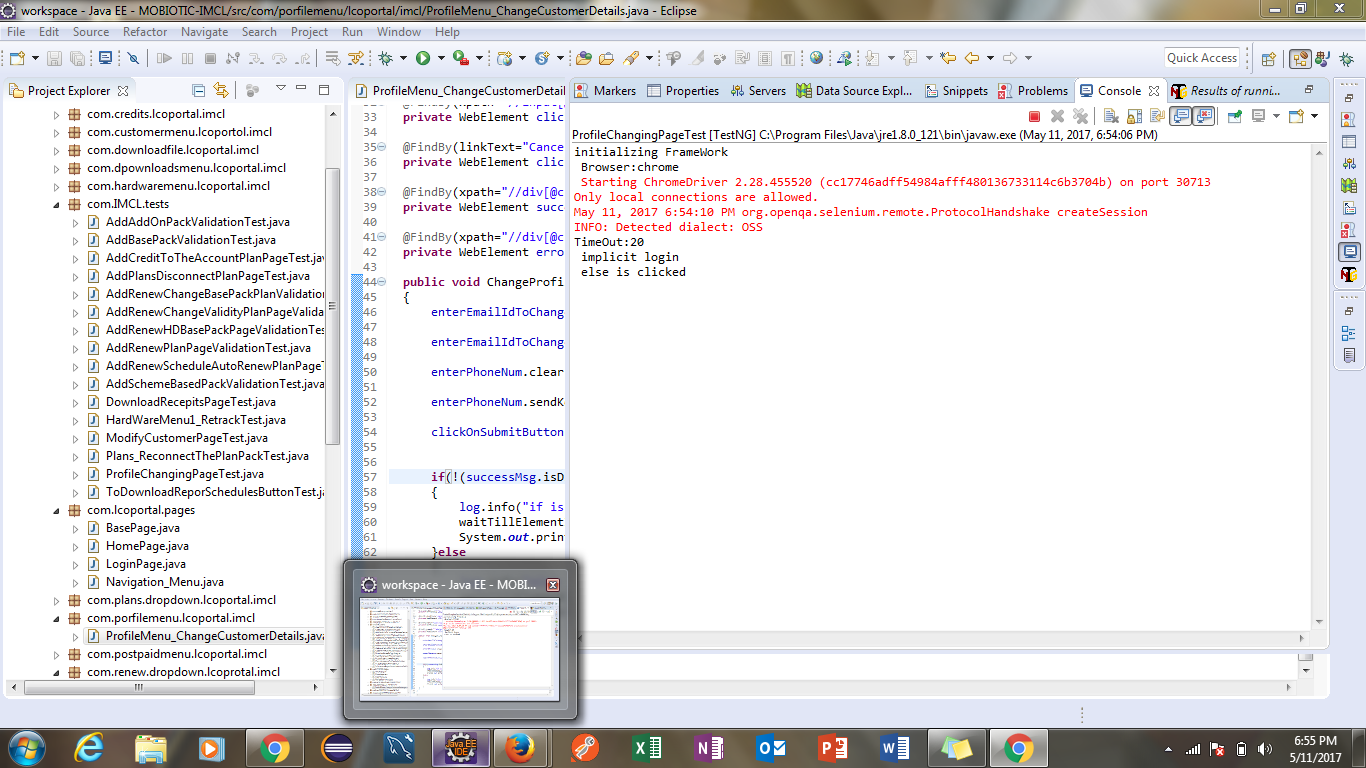 workspace - Java EE - MOBIOTIC-IMCL/src/com/porfilemenu/lcoportal/imcl/ProfileMenu_ChangeCustomerDetails.java - Eclipse
File Edit Source Refactor Navigate Search Project Run Window Help
Quick Access
Project Explorer
com.credits.lcoportal.imcl
com.customermenu.lcoportal.imcl
com.downloadfile.lcoportal.imcl
com.dpowloadsmenu.lcoportal.imcl
com.hardwaremenu.lcoportal.imcl
com.IMCL.tests
AddAddOnPackValidationTest.java
AddBasePackValidationTest.java
AddCreditToTheAccountPlanPageTest.java
AddPlansDisconnectPlanPageTest.java
AddRenewChangeBasePackPlanValidation
AddRenewChangeValidityPlanPageValida
AddRenewHDBasePackPageValidationTes
AddRenewPlanPageValidationTest.java
AddRenewScheduleAutoRenewPlanPageT
AddSchemeBasedPackValidationTest.java
DownloadRecepitsPageTest.java
HardWareMenu1_RetrackTest.java
ModifyCustomerPageTest.java
Plans_ReconnectThePlanPackTest.java
ProfileChangingPageTest.java
ToDownloadReporSchedulesButtonTest.ja
com.lcoportal.pages
BasePage.java
HomePage.java
LoginPage.java
Navigation_Menu.java
com.plans.dropdown.lcoportal.imcl
com.porfilemenu.lcoportal.imcl
ProfileMenu_ChangeCustomerDetails.java
com.postpaidmenu.lcoportal.imcl
com.renew.dropdown.lcoprotal.imcl
ProfileMenu_ChangeCustomerDetail
33 private WebElement clic
34
35 @FindBy(linkText="Cance
36 private WebElement clic
37
38 @FindBy(xpath="//div[@c
39 private WebElement succ
40
41 @FindBy(xpath="//div[@c
42 private WebElement erro
43
44 public void ChangeProfi
45 {
46 enterEmailIdToChang
47
48 enterEmailIdToChang
49
50 enterPhoneNum.clear
51
52 enterPhoneNum.sendK
53
54 clickOnSubmitButton
55
56
57 if(!(successMsg.isD
58 {
59 log.info("if is
60 waitTillElement
61 System.out.prin
62 }else
Markers Properties Servers Data Source Expl... Snippets Problems Console Results of runni...
ProfileChangingPageTest [TestNG] C:\Program Files\Java\jre1.8.0_121\bin\javaw.exe (May 11, 2017, 6:54:06 PM)
initializing FrameWork
Browser:chrome
Starting ChromeDriver 2.28.455520 (cc17746adff54984afff480136733114c6b3704b) on port 30713
Only local connections are allowed.
May 11, 2017 6:54:10 PM org.openqa.selenium.remote.ProtocolHandshake createSession
INFO: Detected dialect: OSS
TimeOut:20
implicit login
else is clicked
workspace - Java EE - MOBI...
Java EE
IDE
6:55 PM
5/11/2017